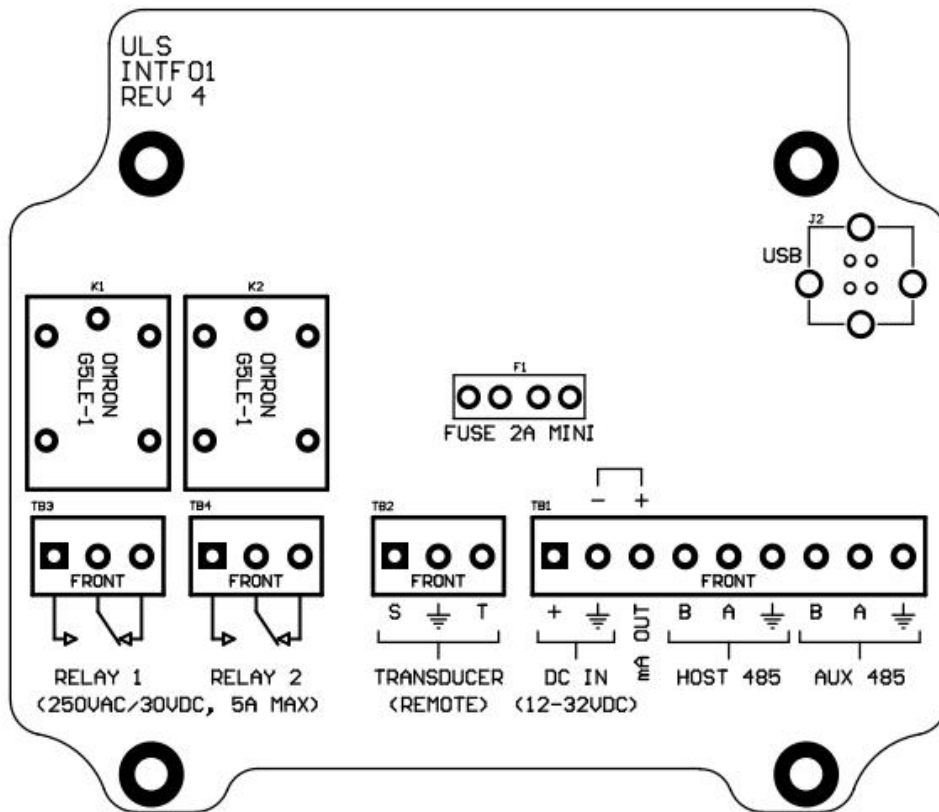 ULS
INTF01
REV 4
J2
USB
K1
K2
OMRON
G5LE-1
OMRON
G5LE-1
F1
FUSE 2A MINI
- +
TB3
TB4
TB2
TB1
FRONT
FRONT
FRONT
FRONT
S T
+
mA OUT
B A
B A
RELAY 1
RELAY 2
(250VAC/30VDC, 5A MAX)
TRANSDUCER
(REMOTE)
DC IN
(12-32VDC)
HOST 485
AUX 485